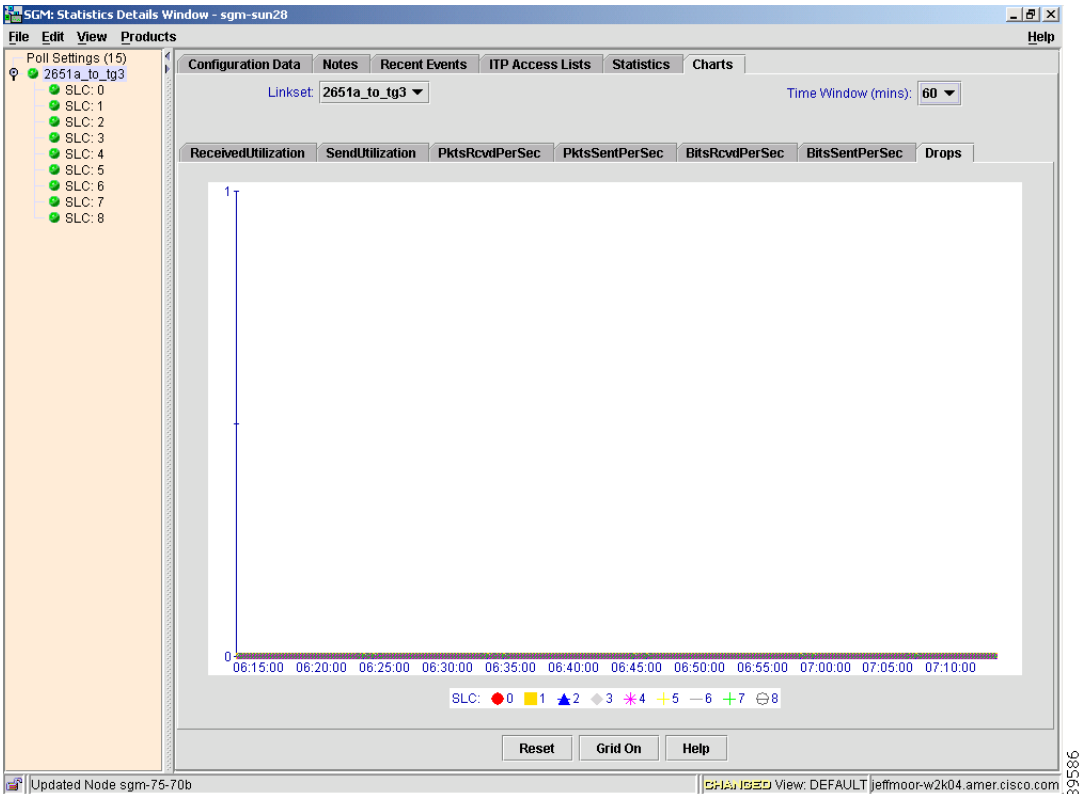 SGM: Statistics Details Window - sgm-sun28
File Edit View Products Help
Poll Settings (15)
2651a_to_tg3
SLC: 0
SLC: 1
SLC: 2
SLC: 3
SLC: 4
SLC: 5
SLC: 6
SLC: 7
SLC: 8
Configuration Data Notes Recent Events ITP Access Lists Statistics Charts
Linkset: 2651a_to_tg3 Time Window (mins): 60
ReceivedUtilization SendUtilization PktsRcvdPerSec PktsSentPerSec BitsRcvdPerSec BitsSentPerSec Drops
1
0
06:15:00 06:20:00 06:25:00 06:30:00 06:35:00 06:40:00 06:45:00 06:50:00 06:55:00 07:00:00 07:05:00 07:10:00
SLC: 0 1 2 3 4 5 6 7 8
Reset Grid On Help
Updated Node sgm-75-70b CHANGED View: DEFAULT jeffmoor-w2k04.amer.cisco.com